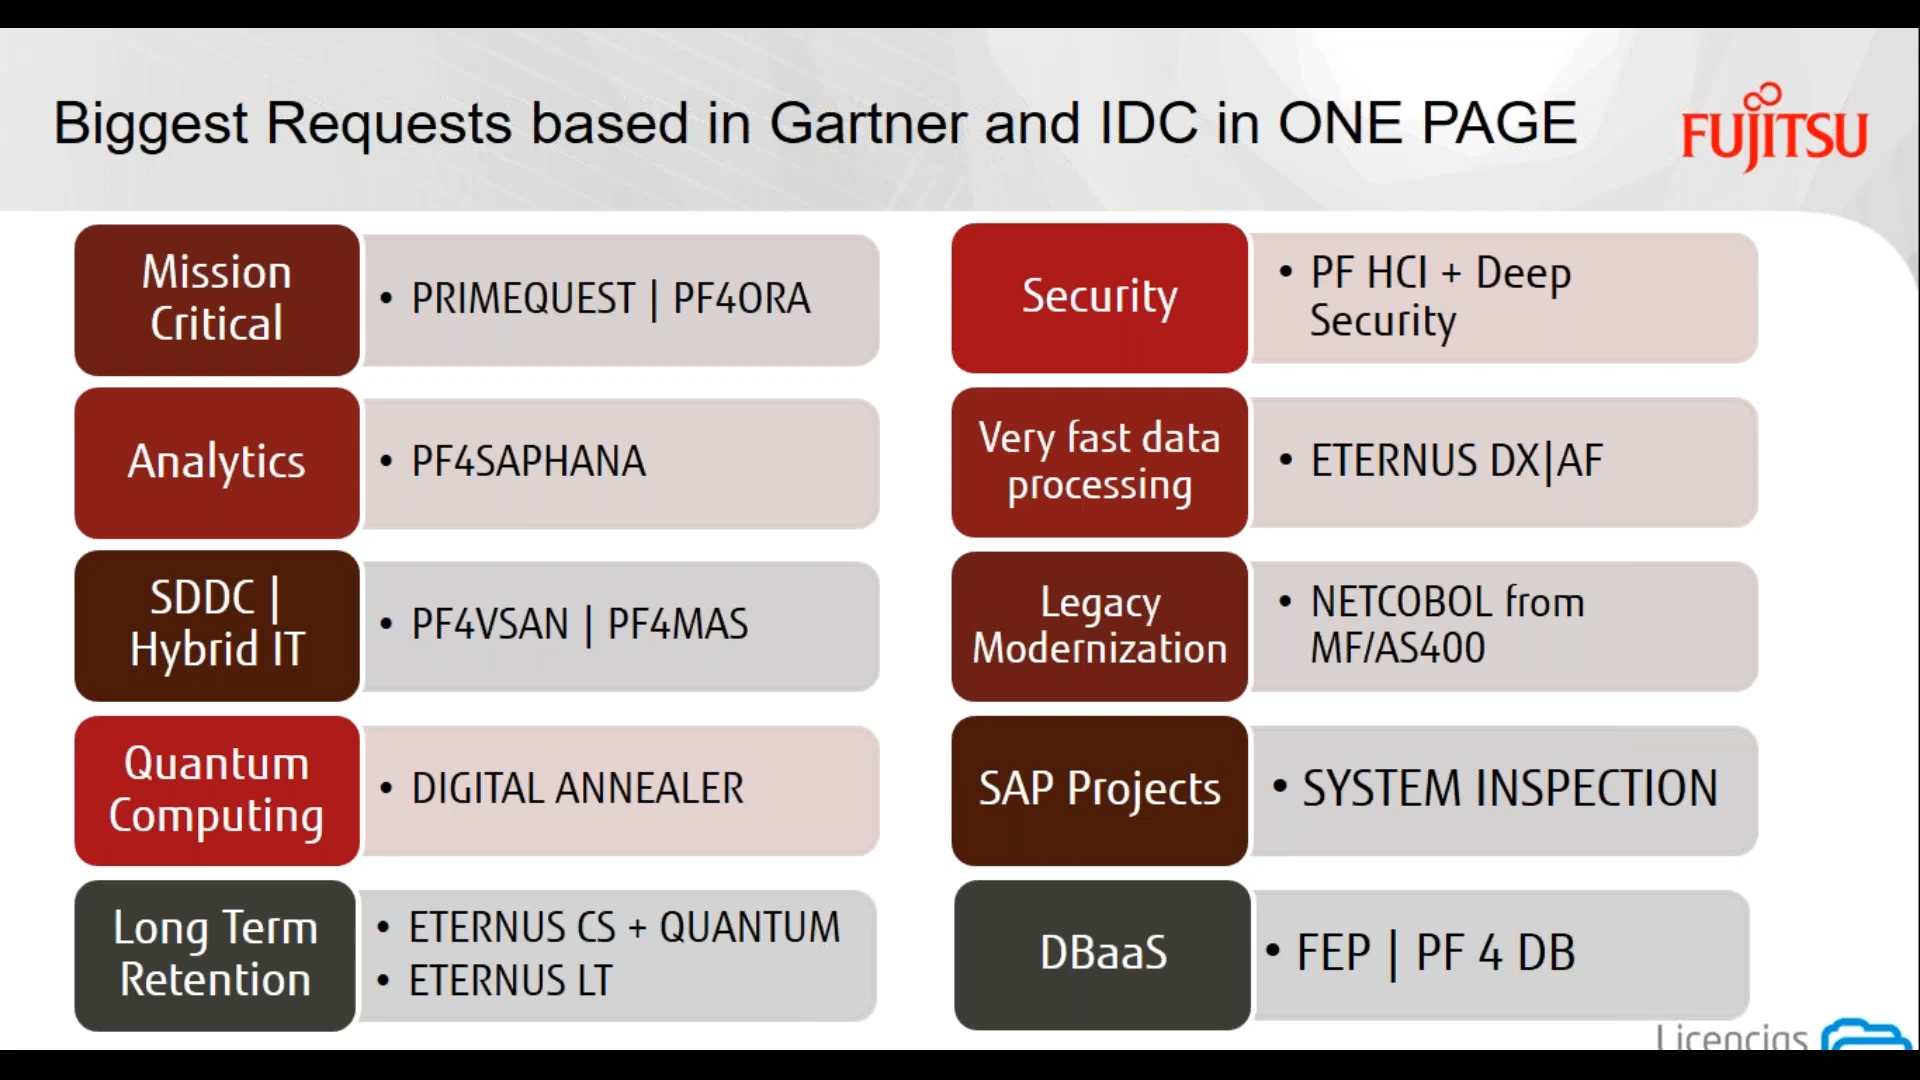 Biggest Requests based in Gartner and IDC in ONE PAGE
FUJITSU
Mission
Critical
• PRIMEQUEST | PF4ORA
Analytics
• PF4SAPHANA
SDDC |
Hybrid IT
• PF4VSAN | PF4MAS
Quantum
Computing
• DIGITAL ANNEALER
Long Term
Retention
• ETERNUS CS + QUANTUM
• ETERNUS LT
Security
• PF HCI + Deep
Security
Very fast data
processing
• ETERNUS DX|AF
Legacy
Modernization
• NETCOBOL from
MF/AS400
SAP Projects
• SYSTEM INSPECTION
DBaaS
• FEP | PF 4 DB
Licencias